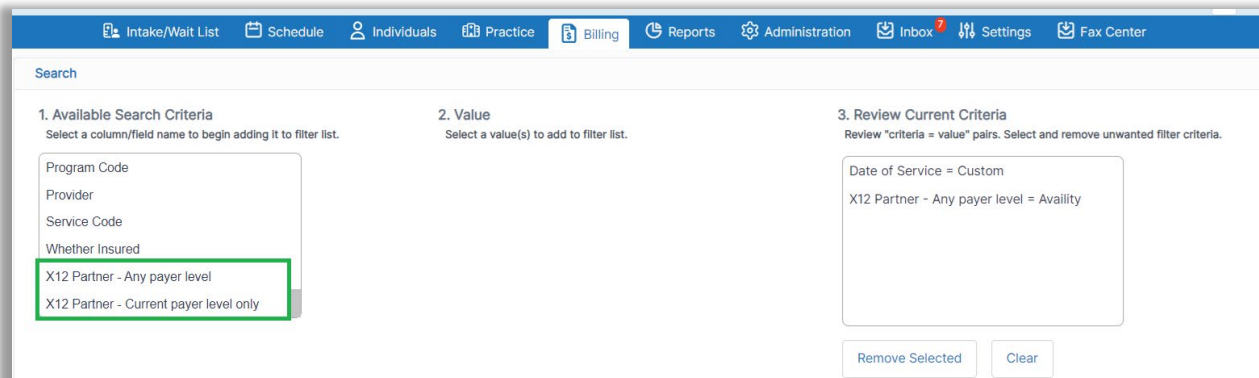 Intake/Wait List Schedule Individuals Practice Billing Reports Administration Inbox 7 Settings Fax Center
Search
1. Available Search Criteria
Select a column/field name to begin adding it to filter list.
Program Code
Provider
Service Code
Whether Insured
X12 Partner - Any payer level
X12 Partner - Current payer level only
2. Value
Select a value(s) to add to filter list.
3. Review Current Criteria
Review "criteria = value" pairs. Select and remove unwanted filter criteria.
Date of Service = Custom
X12 Partner - Any payer level = Availity
Remove Selected Clear